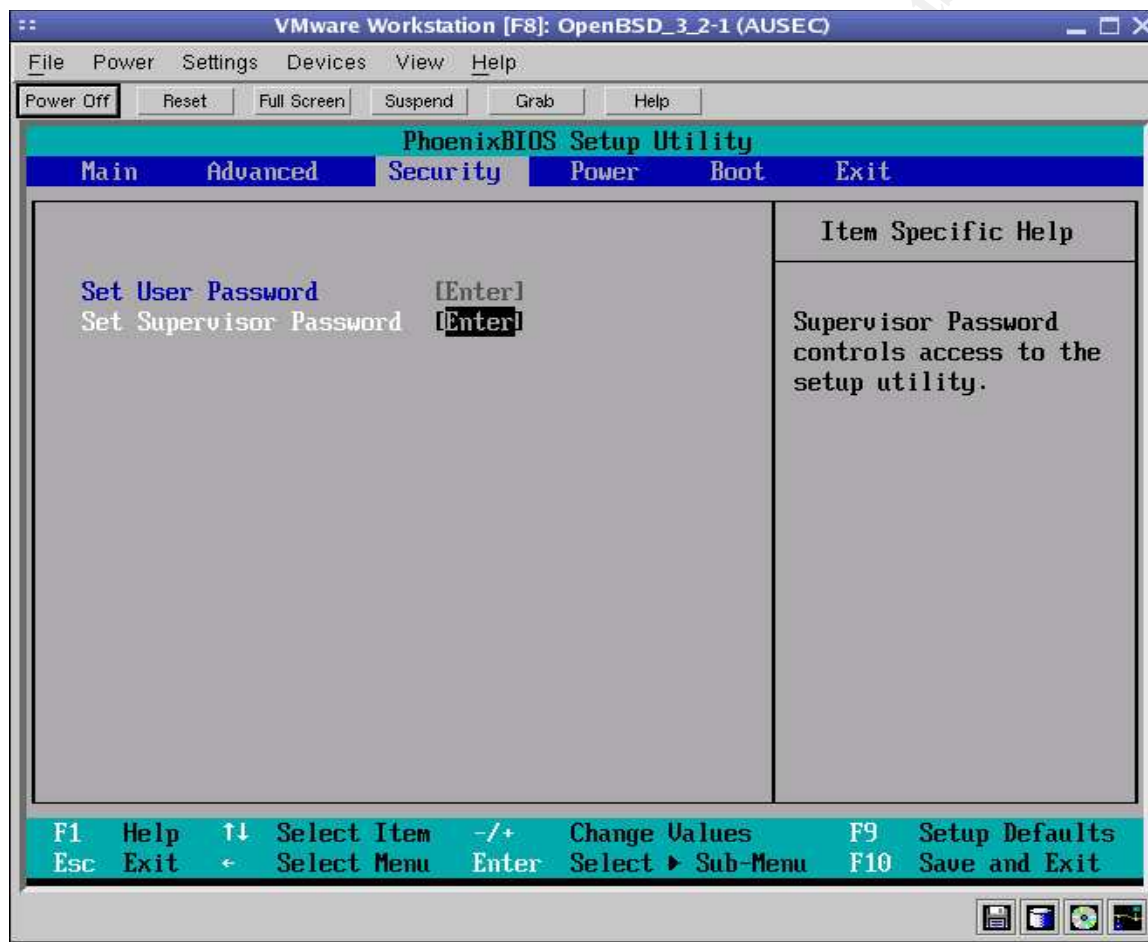 VMware Workstation [F8]: OpenBSD_3_2-1 (AUSEC)
File Power Settings Devices View Help
Power Off Reset Full Screen Suspend Grab Help
PhoenixBIOS Setup Utility
Main Advanced Security Power Boot Exit
Item Specific Help
Set User Password [Enter]
Set Supervisor Password [Enter]
Supervisor Password
controls access to the
setup utility.
F1 Help ↑↓ Select Item -/+ Change Values F9 Setup Defaults
Esc Exit ← Select Menu Enter Select ▶ Sub-Menu F10 Save and Exit